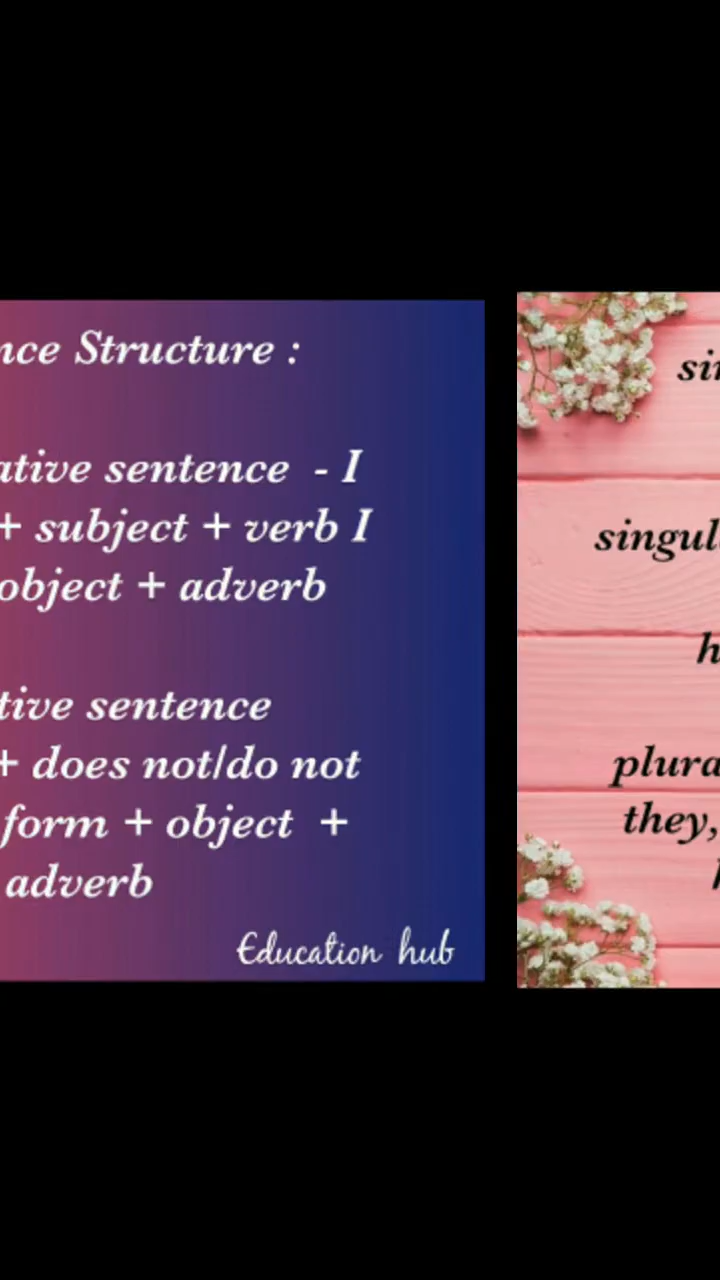 nce Structure :
ative sentence - I
+ subject + verb I
object + adverb
tive sentence
+ does not/do not
form + object +
adverb
Education hub
sin
singul
h
plura
they,